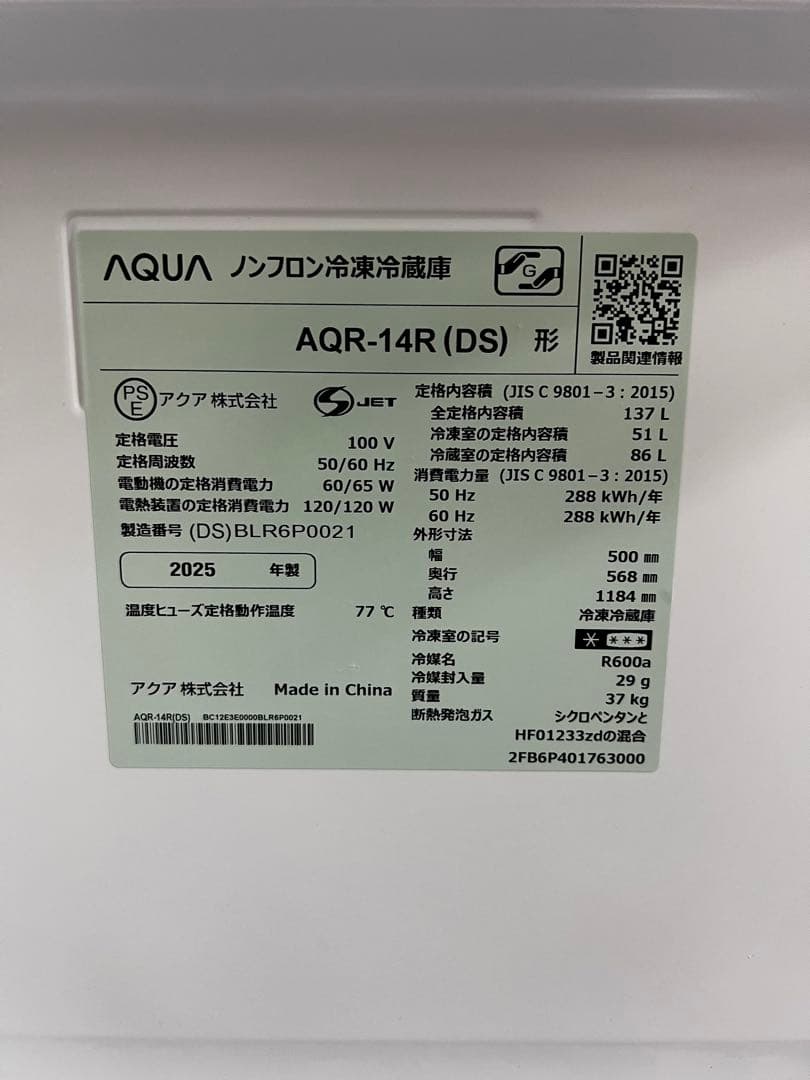 AQUA ノンフロン冷凍冷蔵庫
G
AQR-14R (DS) 形
製品関連情報
PS E アクア 株式会社
S JET
定格電圧 100 V
定格周波数 50/60 Hz
電動機の定格消費電力 60/65 W
電熱装置の定格消費電力 120/120 W
製造番号 (DS)BLR6P0021
2025 年製
温度ヒューズ定格動作温度 77 ℃
アクア 株式会社 Made in China
AQR-14R(DS) BC12E3E0000BLR6P0021
定格内容積 (JIS C 9801-3 : 2015)
全定格内容積 137 L
冷凍室の定格内容積 51 L
冷蔵室の定格内容積 86 L
消費電力量 (JIS C 9801-3 : 2015)
50 Hz 288 kWh/年
60 Hz 288 kWh/年
外形寸法
幅 500 ㎜
奥行 568 ㎜
高さ 1184 ㎜
種類 冷凍冷蔵庫
冷凍室の記号 * ***
冷媒名 R600a
冷媒封入量 29 g
質量 37 kg
断熱発泡ガス シクロペンタンと
HFO1233zdの混合
2FB6P401763000